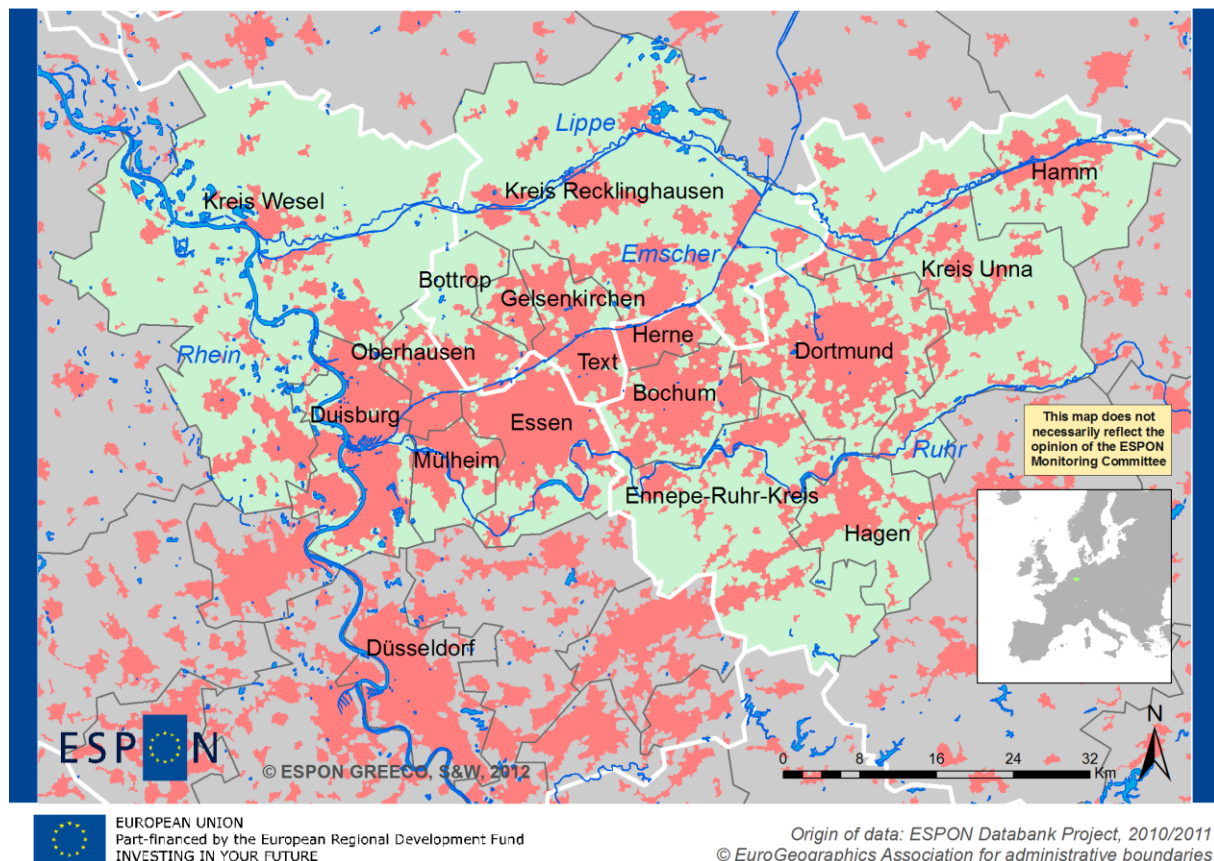 Lippe
Hamm
Kreis Wesel
Kreis Recklinghausen
Emscher
Kreis Unna
Bottrop
Gelsenkirchen
Herne
Rhein
Oberhausen
Text
Dortmund
Bochum
Duisburg
Essen
This map does not
necessarily reflect the
opinion of the ESPON
Monitoring Committee
Ruhr
Mülheim
Ennepe-Ruhr-Kreis
Hagen
Düsseldorf
N
ESPON
© ESPON GREECO, S&W, 2012
0 8 16 24 32
Km
EUROPEAN UNION
Part-financed by the European Regional Development Fund
INVESTING IN YOUR FUTURE
Origin of data: ESPON Databank Project, 2010/2011
© EuroGeographics Association for administrative boundaries